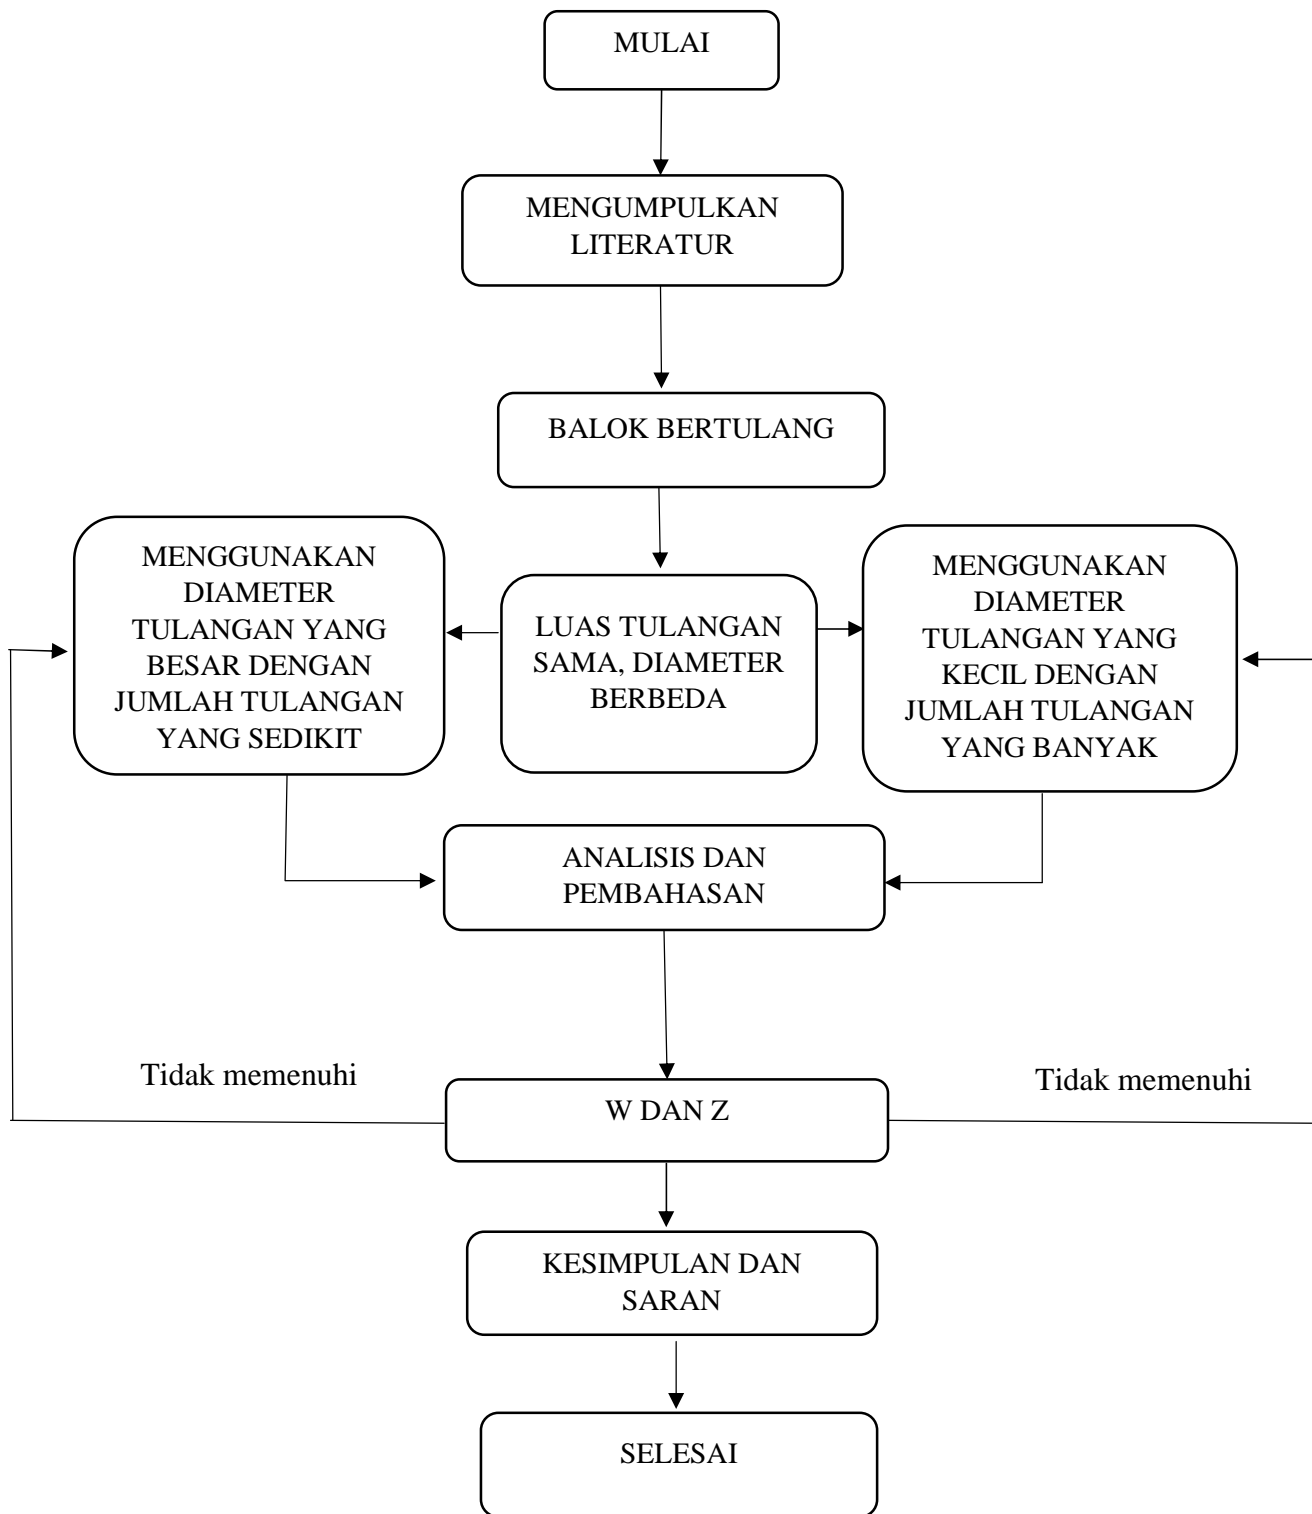 MULAI
MENGUMPULKAN
LITERATUR
BALOK BERTULANG
MENGGUNAKAN
DIAMETER
TULANGAN YANG
BESAR DENGAN
JUMLAH TULANGAN
YANG SEDIKIT
LUAS TULANGAN
SAMA, DIAMETER
BERBEDA
MENGGUNAKAN
DIAMETER
TULANGAN YANG
KECIL DENGAN
JUMLAH TULANGAN
YANG BANYAK
ANALISIS DAN
PEMBAHASAN
Tidak memenuhi
W DAN Z
Tidak memenuhi
KESIMPULAN DAN
SARAN
SELESAI